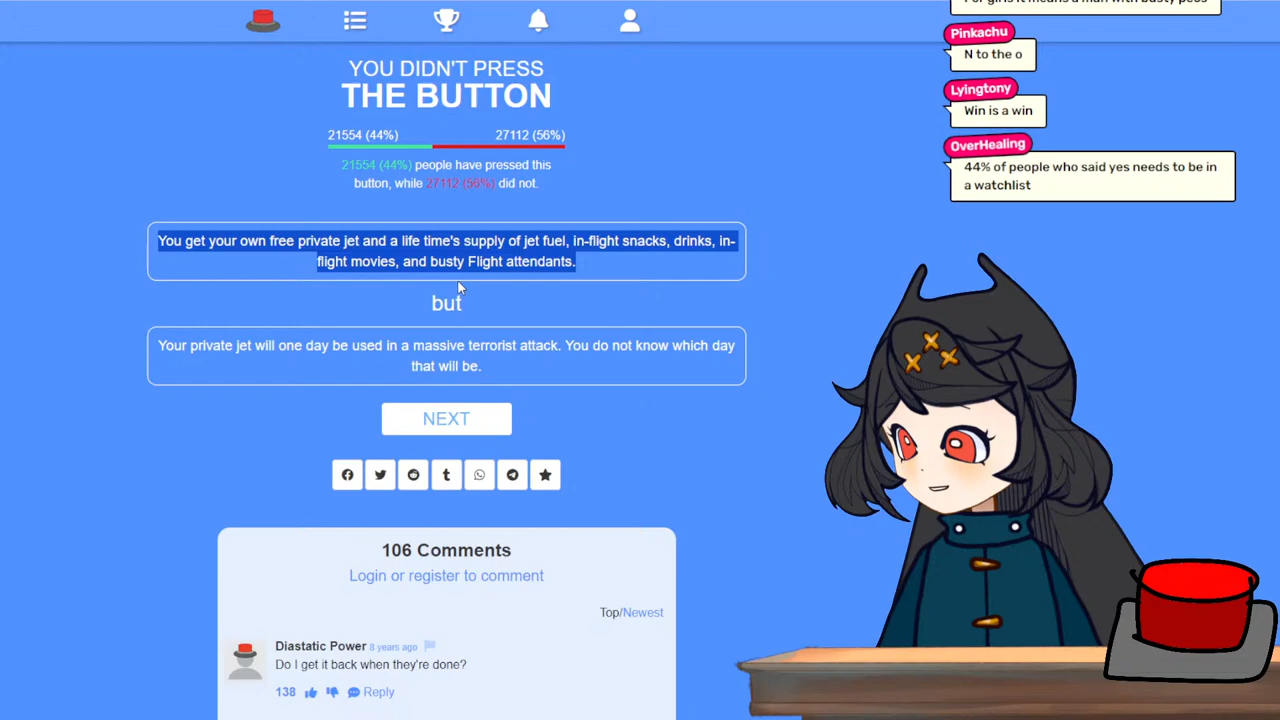 YOU DIDN'T PRESS
THE BUTTON
21554 (44%) 27112 (56%)
21554 (44%) people have pressed this
button, while 27112 (56%) did not.
You get your own free private jet and a life time's supply of jet fuel, in-flight snacks, drinks, in-
flight movies, and busty Flight attendants.
but
Your private jet will one day be used in a massive terrorist attack. You do not know which day
that will be.
NEXT
106 Comments
Login or register to comment
Top/Newest
Diastatic Power 8 years ago
Do I get it back when they're done?
138 Reply
For girls it means a man with busty pecs
Pinkachu
N to the o
Lyingtony
Win is a win
OverHealing
44% of people who said yes needs to be in
a watchlist